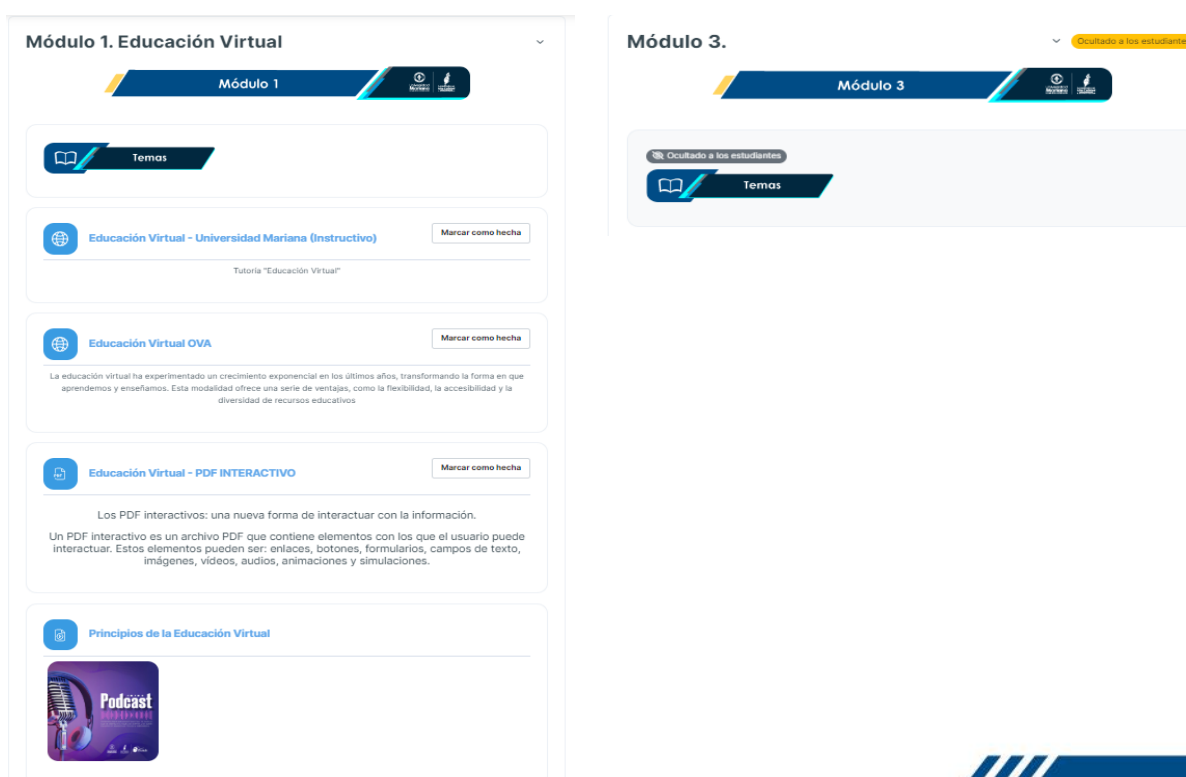 Módulo 1. Educación Virtual
Módulo 1
Temas
Educación Virtual - Universidad Mariana (Instructivo)
Marcar como hecha
Tutoria "Educación Virtual"
Educación Virtual OVA
Marcar como hecha
La educación virtual ha experimentado un crecimiento exponencial en los últimos años, transformando la forma en que
aprendemos y enseñamos. Esta modalidad ofrece una serie de ventajas, como la flexibilidad, la accesibilidad y la
diversidad de recursos educativos
Educación Virtual - PDF INTERACTIVO
Marcar como hecha
Los PDF interactivos: una nueva forma de interactuar con la información.
Un PDF interactivo es un archivo PDF que contiene elementos con los que el usuario puede
interactuar. Estos elementos pueden ser: enlaces, botones, formularios, campos de texto,
imágenes, vídeos, audios, animaciones y simulaciones.
Principios de la Educación Virtual
Podcast
Módulo 3.
Ocultado a los estudiante
Módulo 3
Ocultado a los estudiantes
Temas